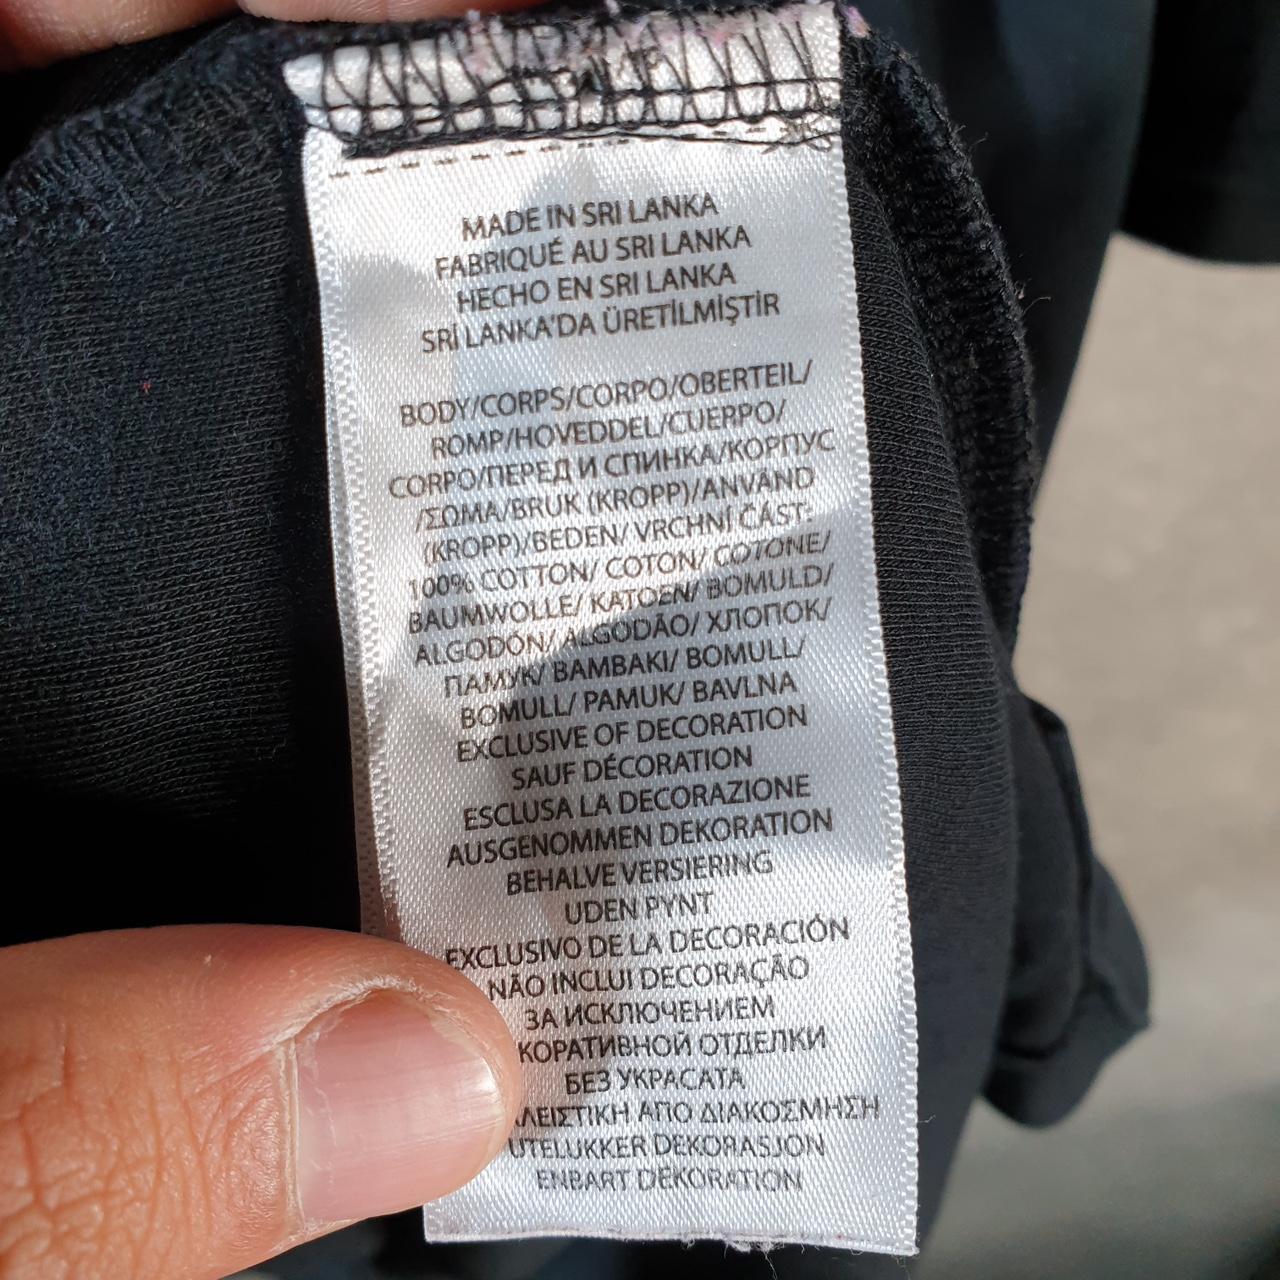 MADE IN SRI LANKA
FABRIQUÉ AU SRI LANKA
HECHO EN SRI LANKA
SRİ LANKA'DA ÜRETİLMİŞTİR
BODY/CORPS/CORPO/OBERTEIL/
ROMP/HOVEDDEL/CUERPO/
CORPO/ПЕРЕД И СПИНКА/КОРПУС
/ΣΩΜΑ/BRUK (KROPP)/ANVAND
(KROPP)/BEDEN/ VRCHNÍ CÁST:
100% COTTON/ COTON/ COTONE/
BAUMWOLLE/ KATOEN/ BOMULD/
ALGODÓN/ ALGODÃO/ ХЛОПОК/
ПАМУК/ BAMBAKI/ BOMULL/
BOMULL/ PAMUK/ BAVLNA
EXCLUSIVE OF DECORATION
SAUF DÉCORATION
ESCLUSA LA DECORAZIONE
AUSGENOMMEN DEKORATION
BEHALVE VERSIERING
UDEN PYNT
EXCLUSIVO DE LA DECORACIÓN
NÃO INCLUI DECORAÇÃO
ЗА ИСКЛЮЧЕНИЕМ
КОРАТИВНОЙ ОТДЕЛКИ
БЕЗ УКРАСАТА
ΛΕΙΣΤΙΚΗ ΑΠΟ ΔΙΑΚΟΣΜΗΣΗ
UTELUKKER DEKORASJON
ENBART DEKORATION